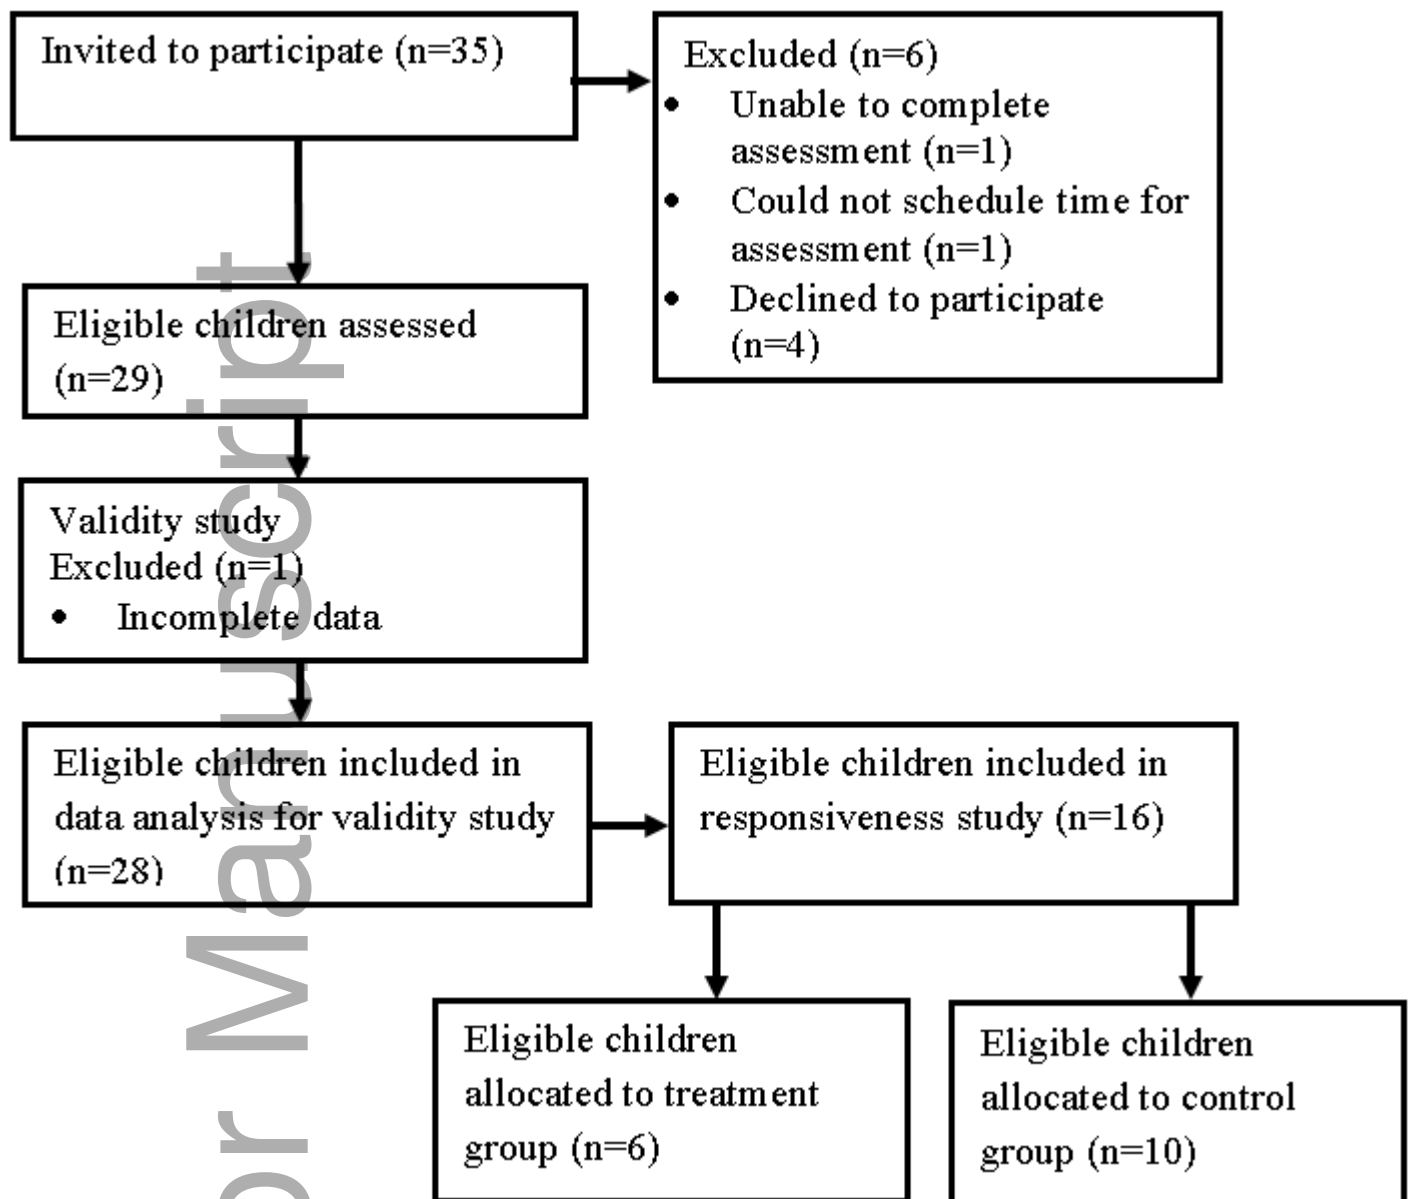 Invited to participate (n=35)
Excluded (n=6)
• Unable to complete
assessment (n=1)
• Could not schedule time for
assessment (n=1)
• Declined to participate
(n=4)
Eligible children assessed
(n=29)
Validity study
Excluded (n=1)
• Incomplete data
Eligible children included in
data analysis for validity study
(n=28)
Eligible children included in
responsiveness study (n=16)
Eligible children
allocated to treatment
group (n=6)
Eligible children
allocated to control
group (n=10)
or Manuscript